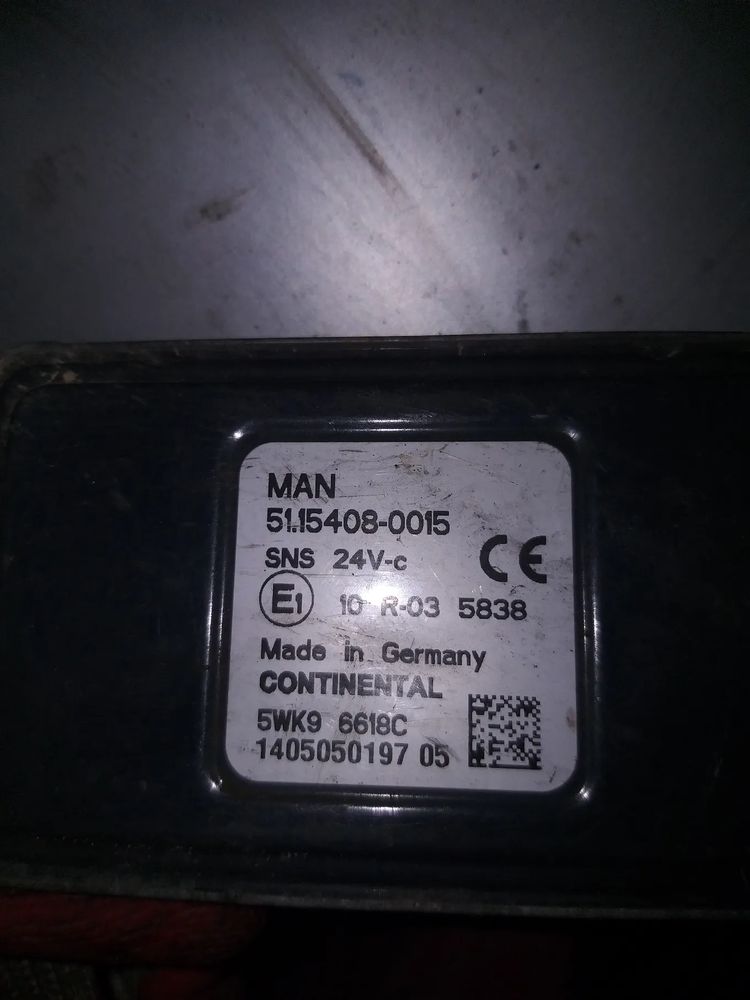 MAN
51.15408-0015
SNS 24V-c
CE
E1 10 R-03 5838
Made in Germany
CONTINENTAL
5WK9 6618C
1405050197 05